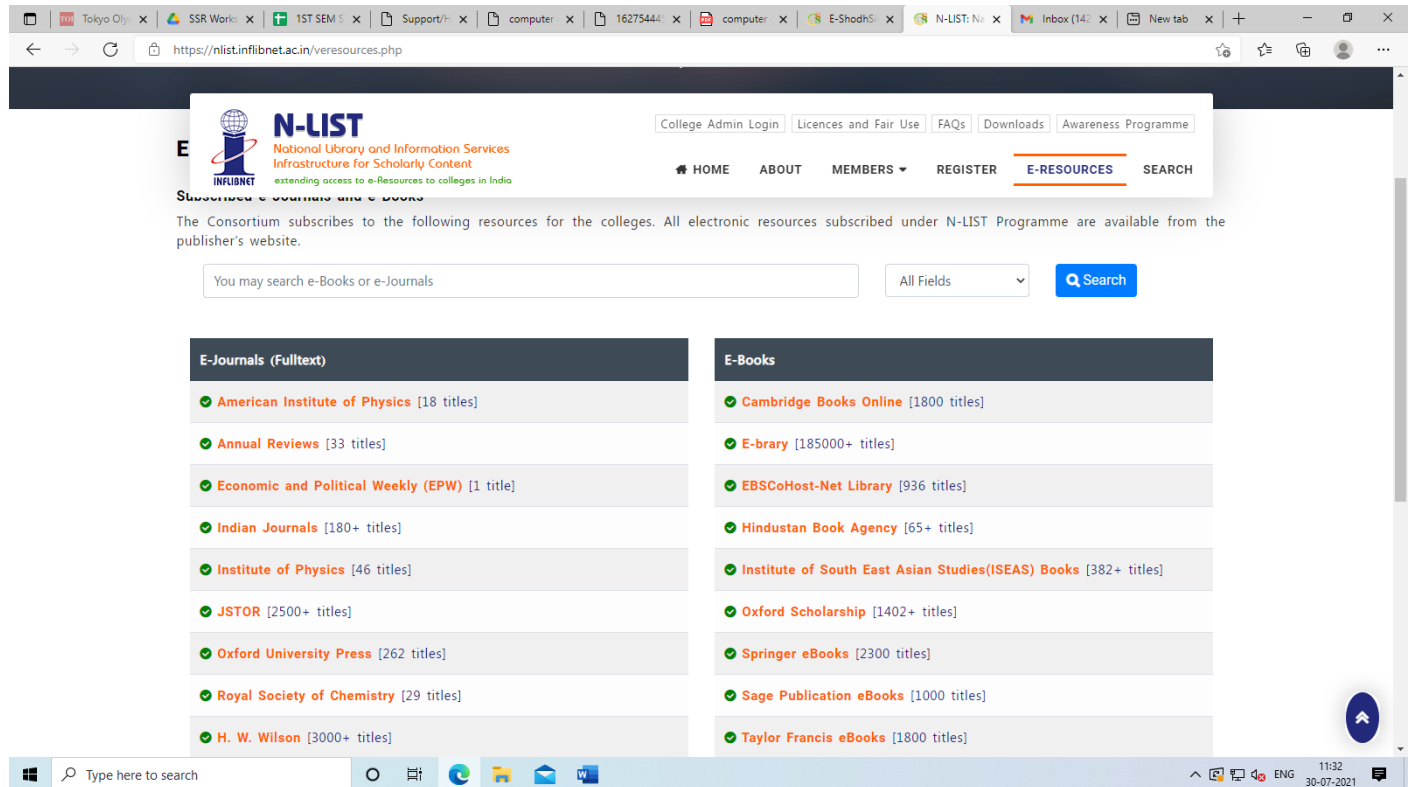 Tokyo Oly
SSR Works
1ST SEM S
Support/H
computer
162754445
computer
E-ShodhSi
N-LIST: Na
Inbox (142
New tab
https://nlist.inflibnet.ac.in/veresources.php
INFLIBNET
N-LIST
National Library and Information Services
Infrastructure for Scholarly Content
extending access to e-Resources to colleges in India
College Admin Login
Licences and Fair Use
FAQs
Downloads
Awareness Programme
HOME
ABOUT
MEMBERS
REGISTER
E-RESOURCES
SEARCH
E
Subscribed e-Journals and e-Books
The Consortium subscribes to the following resources for the colleges. All electronic resources subscribed under N-LIST Programme are available from the
publisher's website.
You may search e-Books or e-Journals
All Fields
Search
E-Journals (Fulltext)
American Institute of Physics [18 titles]
Annual Reviews [33 titles]
Economic and Political Weekly (EPW) [1 title]
Indian Journals [180+ titles]
Institute of Physics [46 titles]
JSTOR [2500+ titles]
Oxford University Press [262 titles]
Royal Society of Chemistry [29 titles]
H. W. Wilson [3000+ titles]
E-Books
Cambridge Books Online [1800 titles]
E-brary [185000+ titles]
EBSCoHost-Net Library [936 titles]
Hindustan Book Agency [65+ titles]
Institute of South East Asian Studies(ISEAS) Books [382+ titles]
Oxford Scholarship [1402+ titles]
Springer eBooks [2300 titles]
Sage Publication eBooks [1000 titles]
Taylor Francis eBooks [1800 titles]
Type here to search
ENG
11:32
30-07-2021